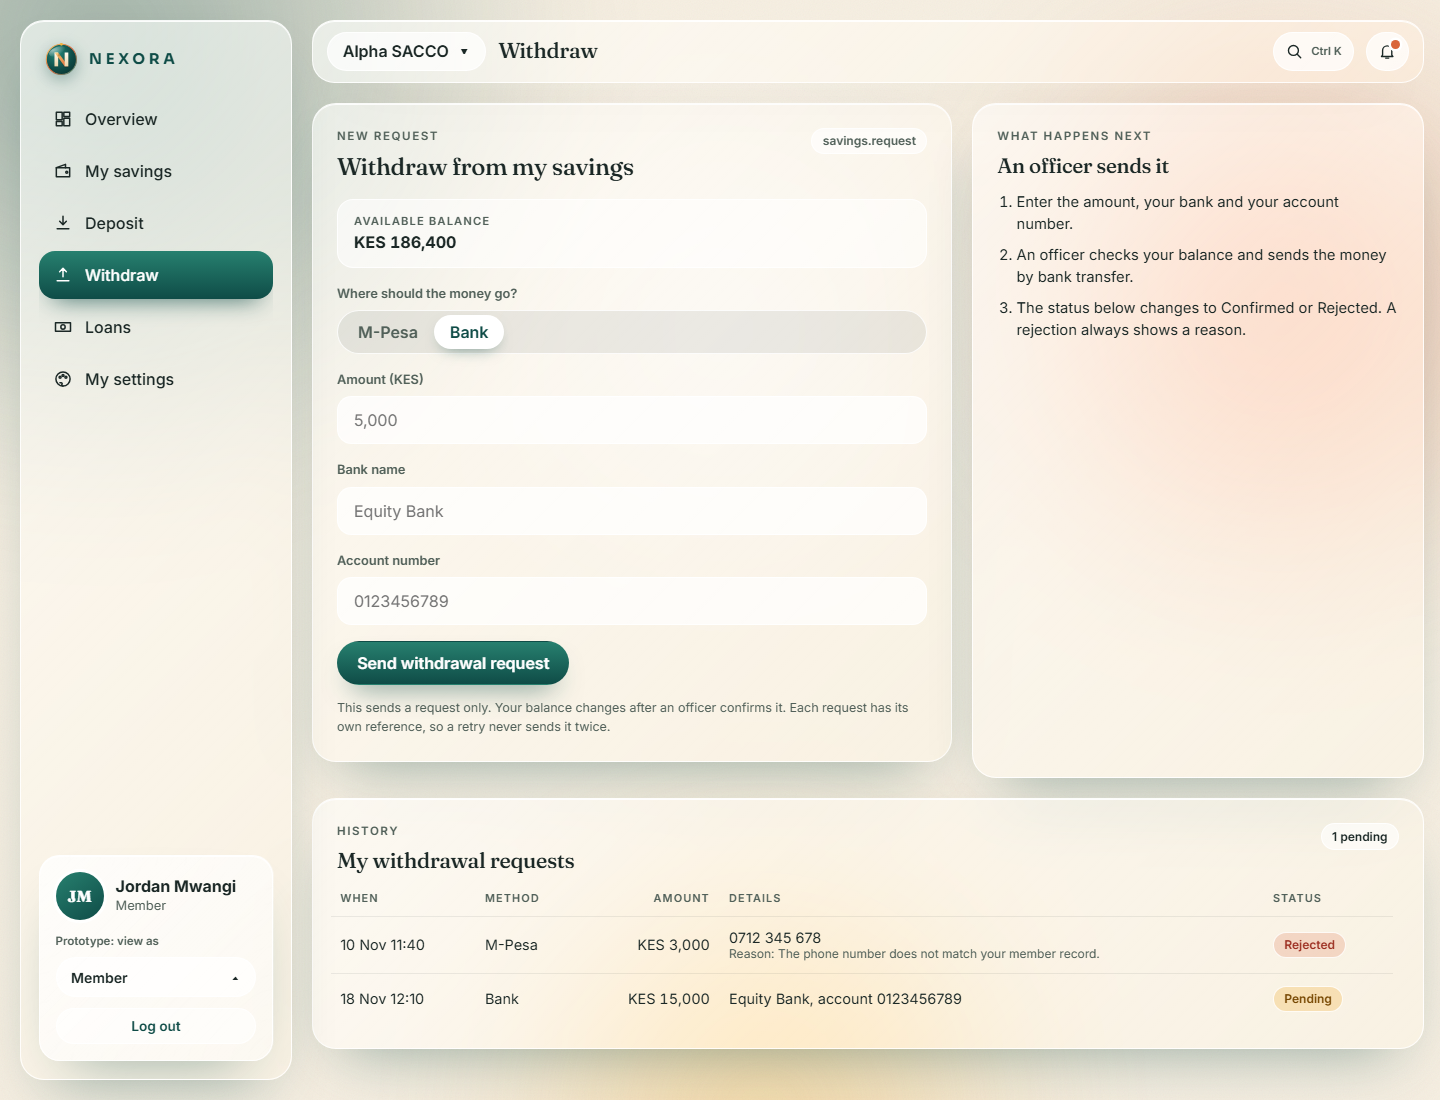 NEXORA
Overview
My savings
Deposit
Withdraw
Loans
My settings
JM
Jordan Mwangi
Member
Prototype: view as
Member
Log out
Alpha SACCO
Withdraw
Ctrl K
NEW REQUEST
savings.request
Withdraw from my savings
AVAILABLE BALANCE
KES 186,400
Where should the money go?
M-Pesa Bank
Amount (KES)
5,000
Bank name
Equity Bank
Account number
0123456789
Send withdrawal request
This sends a request only. Your balance changes after an officer confirms it. Each request has its
own reference, so a retry never sends it twice.
WHAT HAPPENS NEXT
An officer sends it
1. Enter the amount, your bank and your account
number.
2. An officer checks your balance and sends the money
by bank transfer.
3. The status below changes to Confirmed or Rejected. A
rejection always shows a reason.
HISTORY
1 pending
My withdrawal requests
WHEN METHOD AMOUNT DETAILS STATUS
10 Nov 11:40 M-Pesa KES 3,000 0712 345 678 Rejected
Reason: The phone number does not match your member record.
18 Nov 12:10 Bank KES 15,000 Equity Bank, account 0123456789 Pending